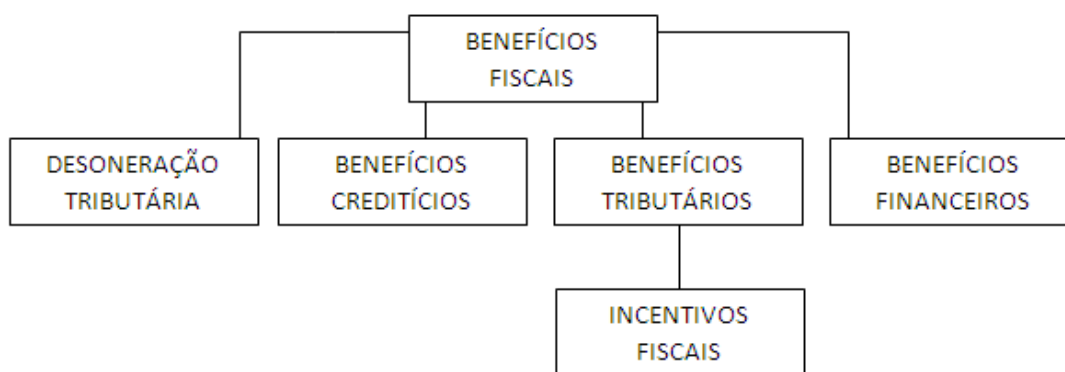 BENEFÍCIOS
FISCAIS
DESONERAÇÃO
TRIBUTÁRIA
BENEFÍCIOS
CREDITÍCIOS
BENEFÍCIOS
TRIBUTÁRIOS
BENEFÍCIOS
FINANCEIROS
INCENTIVOS
FISCAIS